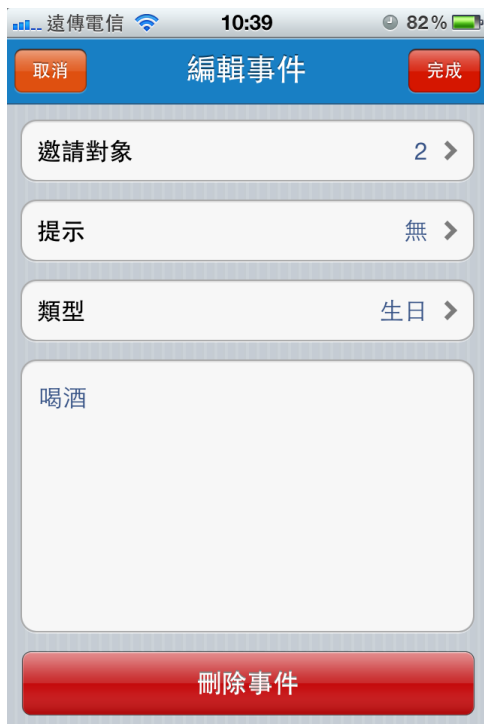 遠傳電信 10:39 82%
取消 編輯事件 完成
邀請對象 2
提示 無
類型 生日
喝酒
刪除事件